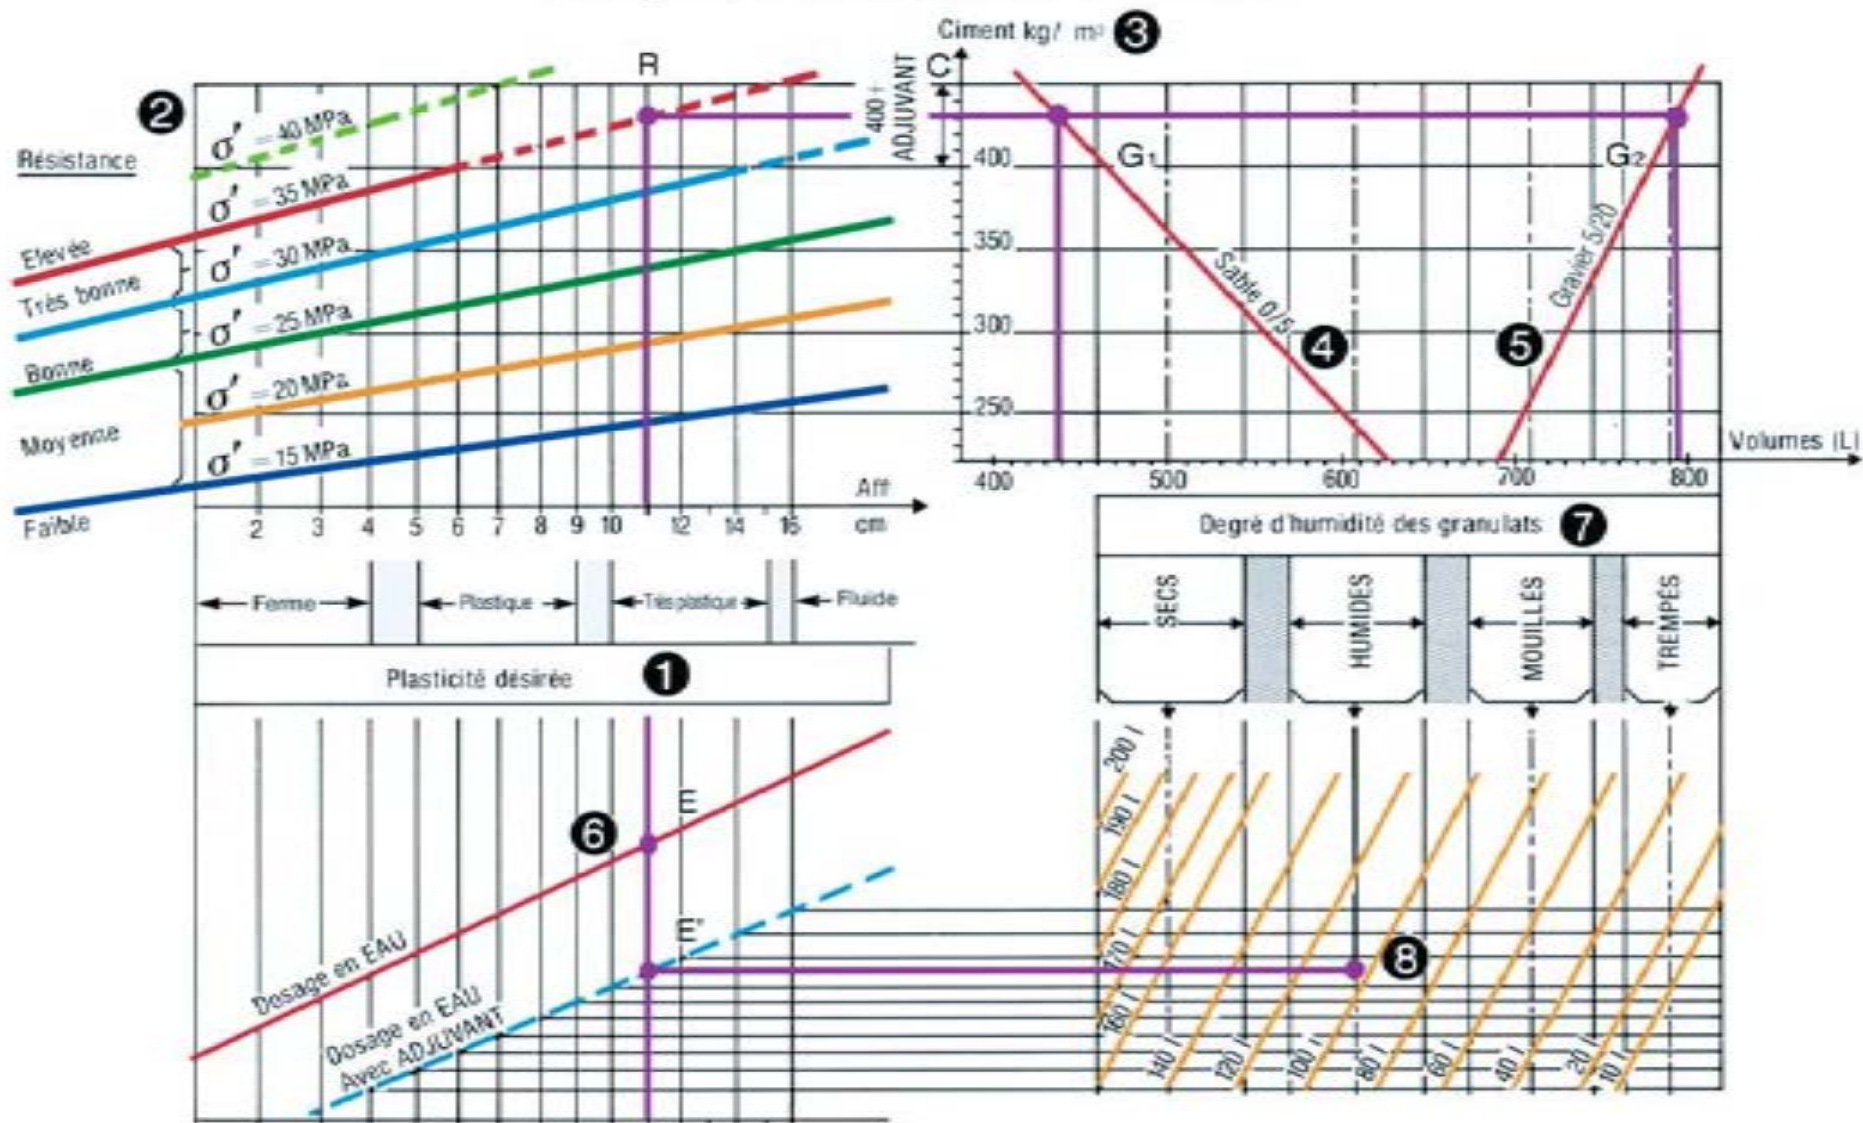 Ciment kg/ m³ 3
R
400 + ADJUVANT
C
2
Résistance
σ' = 40 MPa
σ' = 35 MPa
σ' = 30 MPa
σ' = 25 MPa
σ' = 20 MPa
σ' = 15 MPa
Elevée
Très bonne
Bonne
Moyenne
Faible
400
350
300
250
G1
G2
Sable 0/5
4
5
Gravier 5/20
Volumes (L)
400 500 600 700 800
Aff
cm
2 3 4 5 6 7 8 9 10 12 14 16
Ferme
Plastique
Très plastique
Fluide
Plasticité désirée 1
Degré d'humidité des granulats 7
SECS
HUMIDES
MOUILLÉS
TREMPÉS
6
E
E'
Dosage en EAU
Dosage en EAU
Avec ADJUVANT
8
200 l
190 l
180 l
170 l
160 l
140 l
120 l
100 l
80 l
60 l
40 l
20 l
10 l